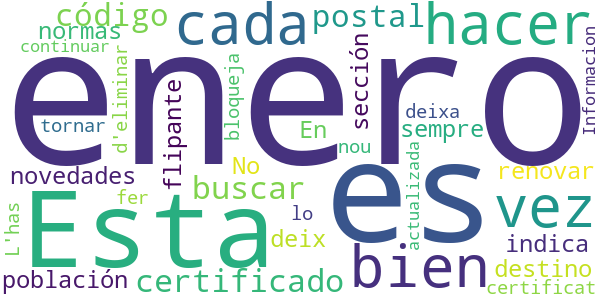 código
cada
postal
hacer
normas
continuar
enero
d'eliminar
bloqueja
sección
Informacion
tornar
flipante
deixa
sempre
En
nou
No
es
actualizada
renovar
novedades
buscar
fer
Esta
lo
vez
L'has
deix
bien
indica
destino
población
certificado
certificat